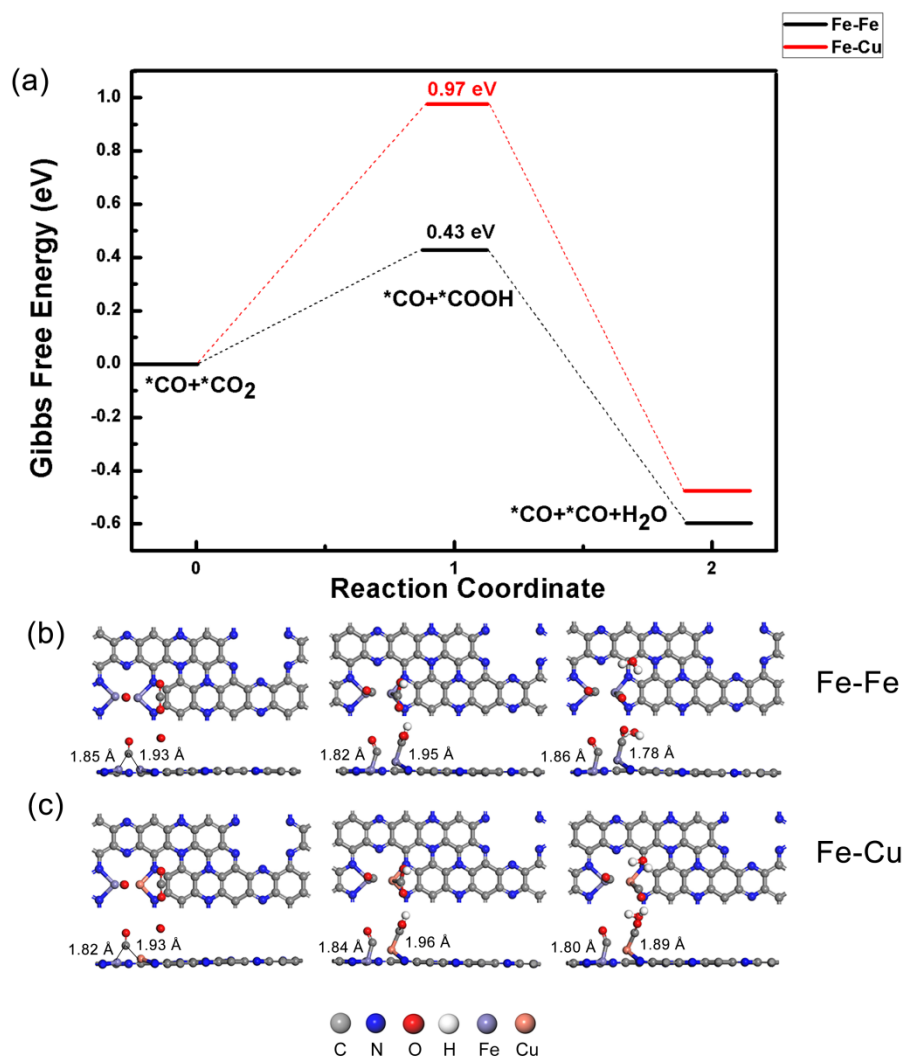 Fe-Fe
Fe-Cu
(a)
Gibbs Free Energy (eV)
1.0
0.8
0.6
0.4
0.2
0.0
-0.2
-0.4
-0.6
0.97 eV
0.43 eV
*CO+*COOH
*CO+*CO2
*CO+*CO+H2O
0
1
2
Reaction Coordinate
(b)
Fe-Fe
1.85 Å
1.93 Å
1.82 Å
1.95 Å
1.86 Å
1.78 Å
(c)
Fe-Cu
1.82 Å
1.93 Å
1.84 Å
1.96 Å
1.80 Å
1.89 Å
C N O H Fe Cu